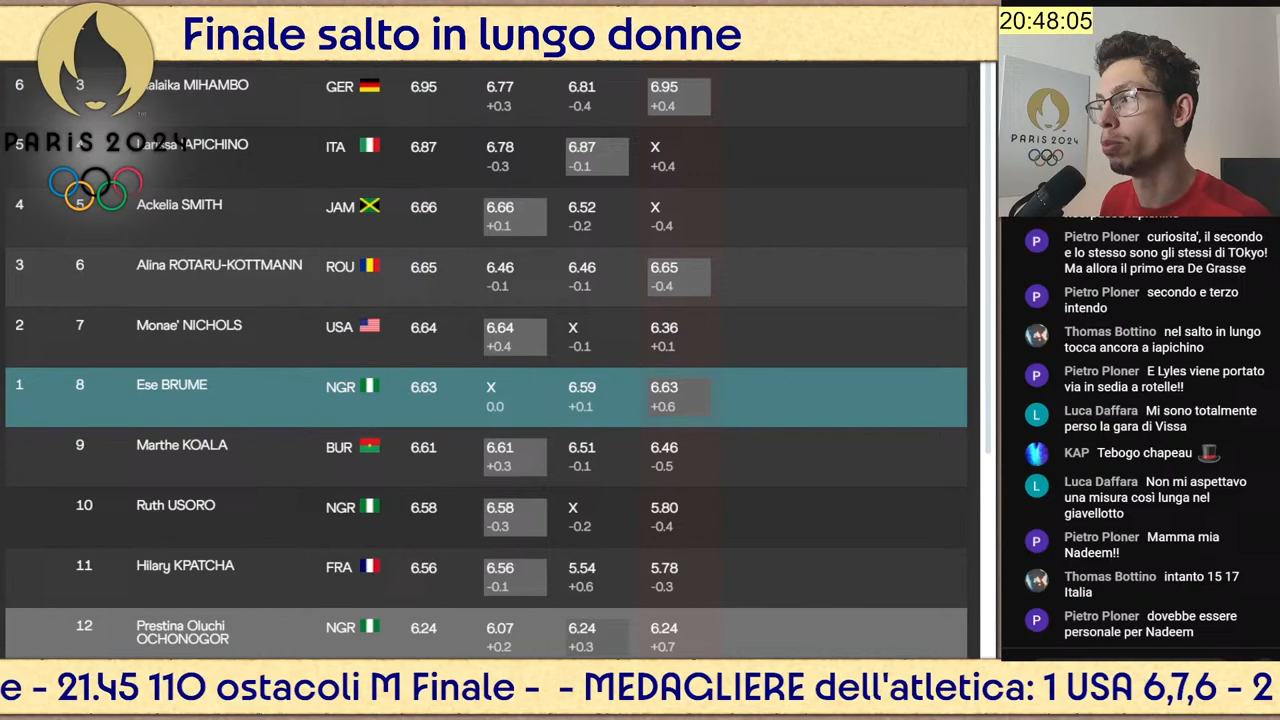 Finale salto in lungo donne
20:48:05
PARIS 2024
6 3 MIHAMBO GER 6.95 6.77 6.81 6.95
+0.3 -0.4 +0.4
5 IAPICHINO ITA 6.87 6.78 6.87 X
-0.3 -0.1 +0.4
4 5 Ackelia SMITH JAM 6.66 6.66 6.52 X
+0.1 -0.2 -0.4
3 6 Alina ROTARU-KOTTMANN ROU 6.65 6.46 6.46 6.65
-0.1 -0.1 -0.4
2 7 Monae' NICHOLS USA 6.64 6.64 X 6.36
+0.4 -0.1 +0.1
1 8 Ese BRUME NGR 6.63 X 6.59 6.63
0.0 +0.1 +0.6
9 Marthe KOALA BUR 6.61 6.61 6.51 6.46
+0.3 -0.1 -0.5
10 Ruth USORO NGR 6.58 6.58 X 5.80
-0.3 -0.2 -0.4
11 Hilary KPATCHA FRA 6.56 6.56 5.54 5.78
-0.1 +0.6 -0.3
12 Prestina Oluchi NGR 6.24 6.07 6.24 6.24
OCHONOGOR +0.2 +0.3 +0.7
PARIS 2024
P Pietro Ploner curiosita', il secondo
e lo stesso sono gli stessi di TOkyo!
Ma allora il primo era De Grasse
P Pietro Ploner secondo e terzo
intendo
Thomas Bottino nel salto in lungo
tocca ancora a iapichino
P Pietro Ploner E Lyles viene portato
via in sedia a rotelle!!
L Luca Daffara Mi sono totalmente
perso la gara di Vissa
KAP Tebogo chapeau
L Luca Daffara Non mi aspettavo
una misura così lunga nel
giavellotto
P Pietro Ploner Mamma mia
Nadeem!!
Thomas Bottino intanto 15 17
Italia
P Pietro Ploner dovebbe essere
personale per Nadeem
e - 21.45 110 ostacoli M Finale - - MEDAGLIERE dell'atletica: 1 USA 6,7,6 - 2